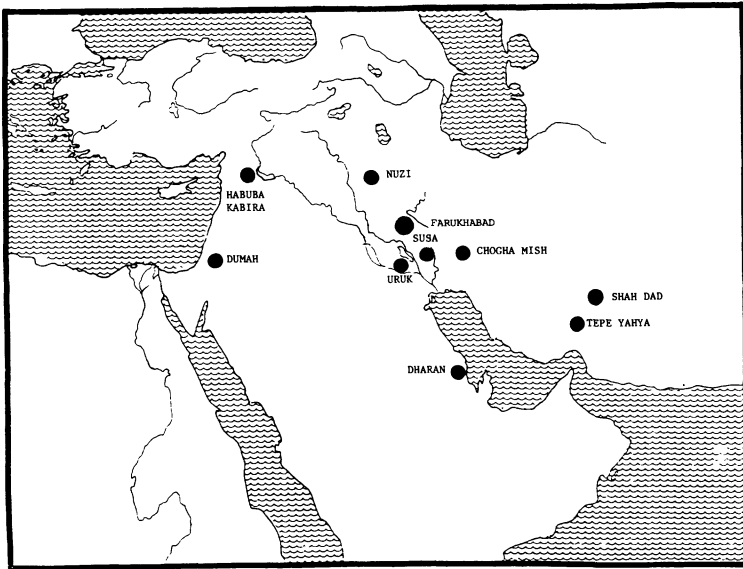 NUZI
HABUBA
KABIRA
FARUKHABAD
SUSA
CHOGHA MISH
DUMAH
URUK
SHAH DAD
TEPE YAHYA
DHARAN